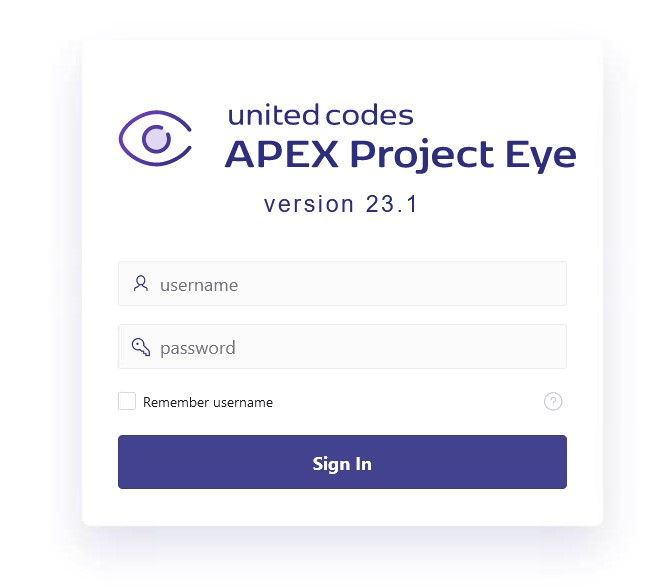 united codes
APEX Project Eye
version 23.1
username
password
Remember username
?
Sign In